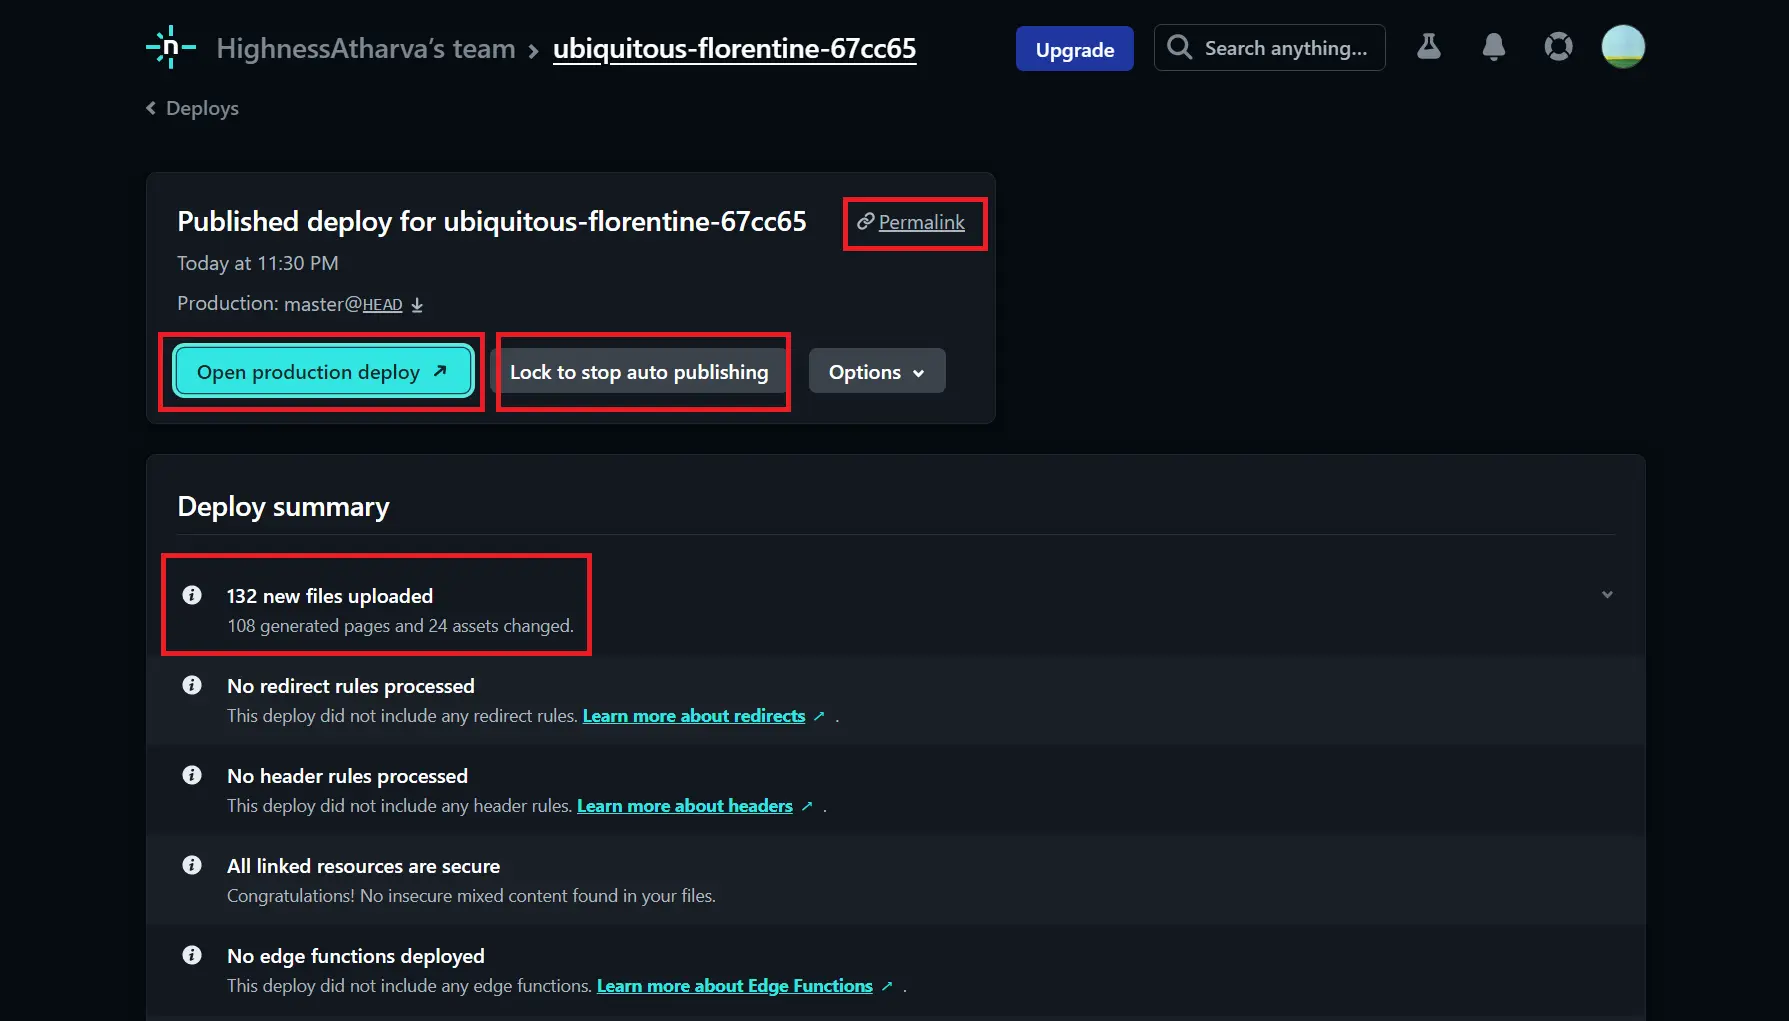 n HighnessAtharva's team > ubiquitous-florentine-67cc65 Upgrade Search anything...
Deploys
Published deploy for ubiquitous-florentine-67cc65 Permalink
Today at 11:30 PM
Production: master@HEAD
Open production deploy ↗ Lock to stop auto publishing Options
Deploy summary
132 new files uploaded
108 generated pages and 24 assets changed.
No redirect rules processed
This deploy did not include any redirect rules. Learn more about redirects ↗ .
No header rules processed
This deploy did not include any header rules. Learn more about headers ↗ .
All linked resources are secure
Congratulations! No insecure mixed content found in your files.
No edge functions deployed
This deploy did not include any edge functions. Learn more about Edge Functions ↗ .